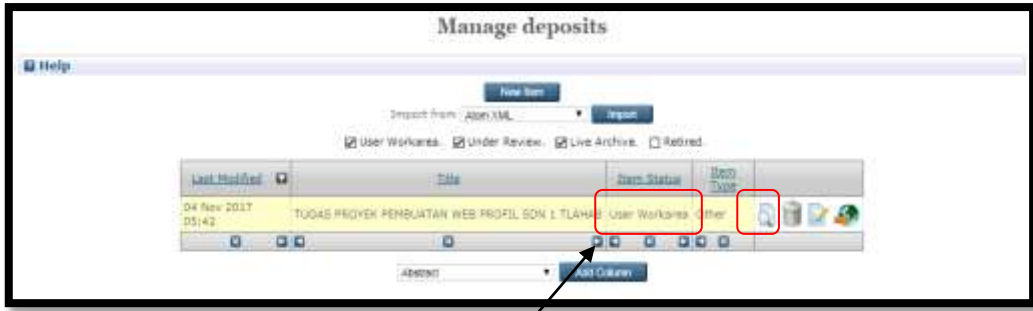 Manage deposits
Help
New Item
Import from Atom XML Import
User Workarea. Under Review. Live Archive. Retired.
Last Modified Title Item Status Item Type
04 Nov 2017 05:42 TUGAS PROYEK PEMBUATAN WEB PROFIL SDN 1 TLAHAB User Workarea Other
Abstract Add Column